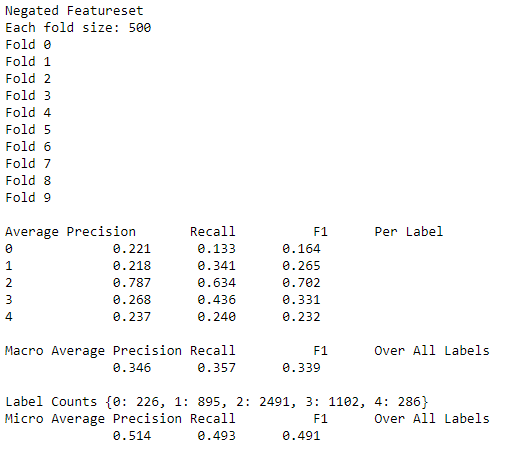 Negated Featureset
Each fold size: 500
Fold 0
Fold 1
Fold 2
Fold 3
Fold 4
Fold 5
Fold 6
Fold 7
Fold 8
Fold 9
Average Precision Recall F1 Per Label
0 0.221 0.133 0.164
1 0.218 0.341 0.265
2 0.787 0.634 0.702
3 0.268 0.436 0.331
4 0.237 0.240 0.232
Macro Average Precision Recall F1 Over All Labels
0.346 0.357 0.339
Label Counts {0: 226, 1: 895, 2: 2491, 3: 1102, 4: 286}
Micro Average Precision Recall F1 Over All Labels
0.514 0.493 0.491